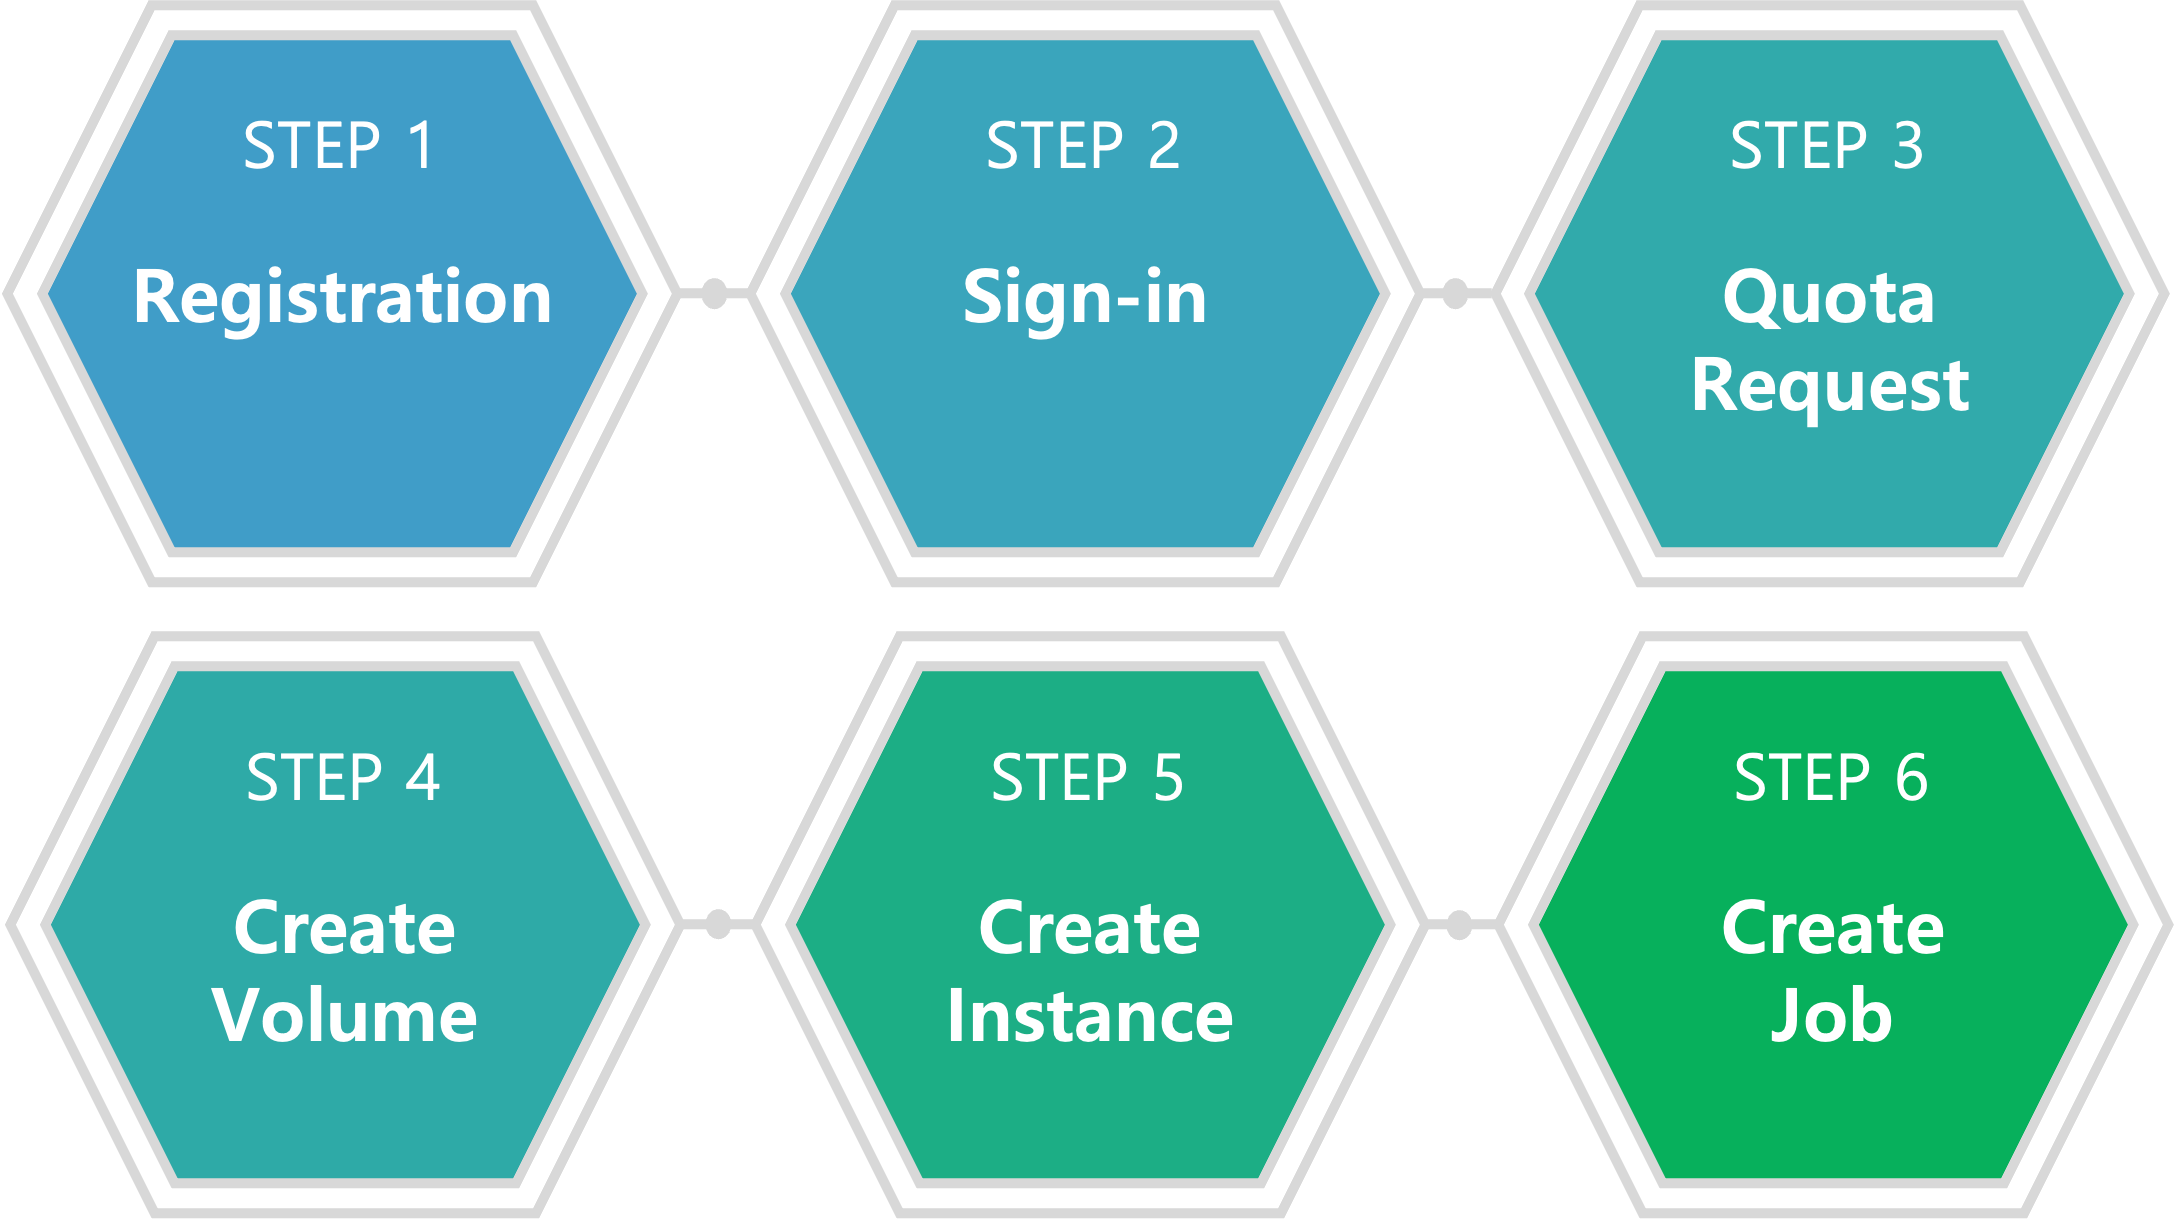 STEP 1
Registration
STEP 2
Sign-in
STEP 3
Quota
Request
STEP 4
Create
Volume
STEP 5
Create
Instance
STEP 6
Create
Job